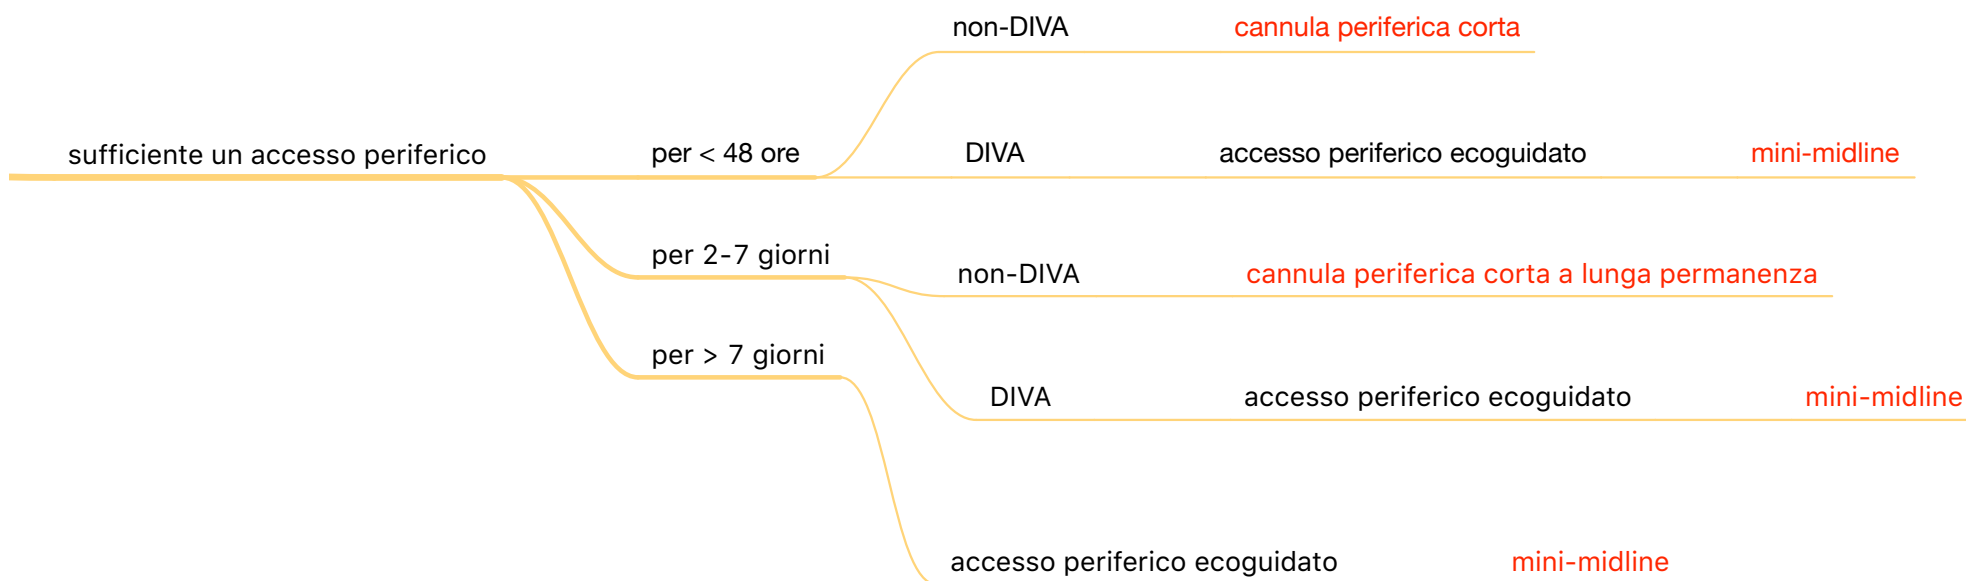 non-DIVA cannula periferica corta
sufficiente un accesso periferico per < 48 ore DIVA accesso periferico ecoguidato mini-midline
per 2-7 giorni
non-DIVA cannula periferica corta a lunga permanenza
per > 7 giorni
DIVA accesso periferico ecoguidato mini-midline
accesso periferico ecoguidato mini-midline